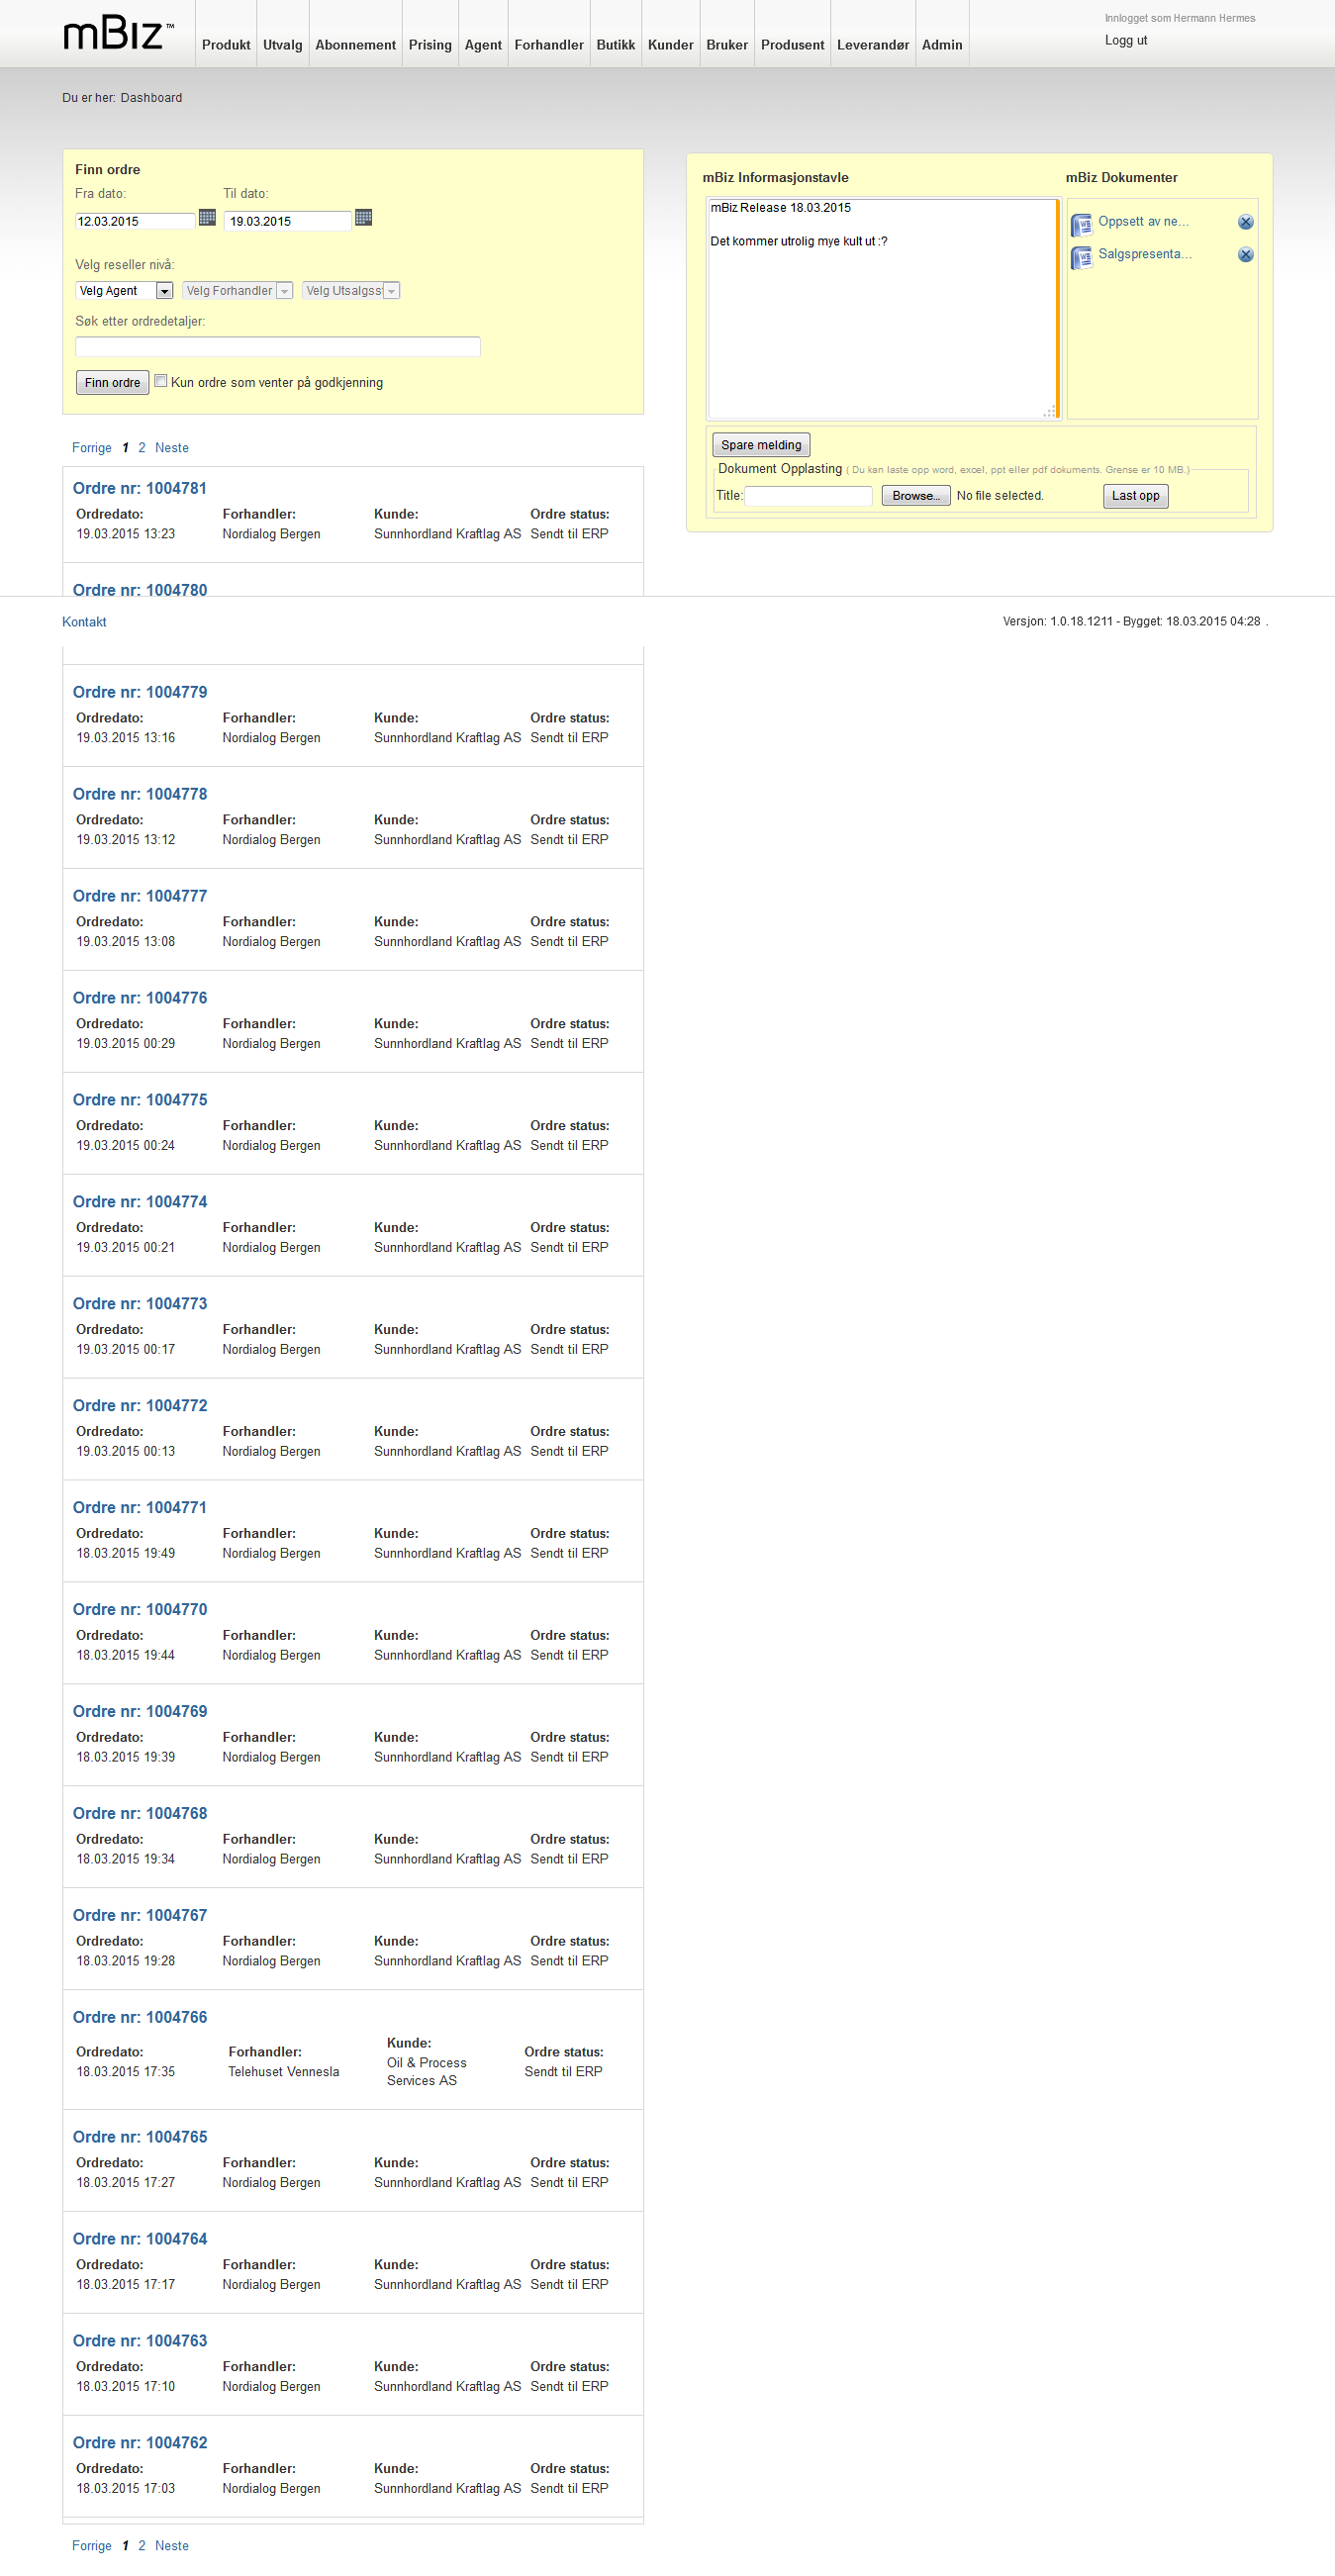 mBiz™
Produkt Utvalg Abonnement Prising Agent Forhandler Butikk Kunder Bruker Produsent Leverandør Admin
Innlogget som Hermann Hermes
Logg ut
Du er her: Dashboard
Finn ordre
Fra dato: Til dato:
12.03.2015 19.03.2015
Velg reseller nivå:
Velg Agent Velg Forhandler Velg Utsalgss
Søk etter ordredetaljer:
Finn ordre Kun ordre som venter på godkjenning
mBiz Informasjonstavle mBiz Dokumenter
mBiz Release 18.03.2015
Det kommer utrolig mye kult ut :?
Oppsett av ne...
Salgspresenta...
Spare melding
Dokument Opplasting ( Du kan laste opp word, excel, ppt eller pdf dokuments. Grense er 10 MB.)
Title: Browse... No file selected. Last opp
Forrige 1 2 Neste
Ordre nr: 1004781
Ordredato: Forhandler: Kunde: Ordre status:
19.03.2015 13:23 Nordialog Bergen Sunnhordland Kraftlag AS Sendt til ERP
Ordre nr: 1004780
Kontakt Versjon: 1.0.18.1211 - Bygget: 18.03.2015 04:28 .
Ordre nr: 1004779
Ordredato: Forhandler: Kunde: Ordre status:
19.03.2015 13:16 Nordialog Bergen Sunnhordland Kraftlag AS Sendt til ERP
Ordre nr: 1004778
Ordredato: Forhandler: Kunde: Ordre status:
19.03.2015 13:12 Nordialog Bergen Sunnhordland Kraftlag AS Sendt til ERP
Ordre nr: 1004777
Ordredato: Forhandler: Kunde: Ordre status:
19.03.2015 13:08 Nordialog Bergen Sunnhordland Kraftlag AS Sendt til ERP
Ordre nr: 1004776
Ordredato: Forhandler: Kunde: Ordre status:
19.03.2015 00:29 Nordialog Bergen Sunnhordland Kraftlag AS Sendt til ERP
Ordre nr: 1004775
Ordredato: Forhandler: Kunde: Ordre status:
19.03.2015 00:24 Nordialog Bergen Sunnhordland Kraftlag AS Sendt til ERP
Ordre nr: 1004774
Ordredato: Forhandler: Kunde: Ordre status:
19.03.2015 00:21 Nordialog Bergen Sunnhordland Kraftlag AS Sendt til ERP
Ordre nr: 1004773
Ordredato: Forhandler: Kunde: Ordre status:
19.03.2015 00:17 Nordialog Bergen Sunnhordland Kraftlag AS Sendt til ERP
Ordre nr: 1004772
Ordredato: Forhandler: Kunde: Ordre status:
19.03.2015 00:13 Nordialog Bergen Sunnhordland Kraftlag AS Sendt til ERP
Ordre nr: 1004771
Ordredato: Forhandler: Kunde: Ordre status:
18.03.2015 19:49 Nordialog Bergen Sunnhordland Kraftlag AS Sendt til ERP
Ordre nr: 1004770
Ordredato: Forhandler: Kunde: Ordre status:
18.03.2015 19:44 Nordialog Bergen Sunnhordland Kraftlag AS Sendt til ERP
Ordre nr: 1004769
Ordredato: Forhandler: Kunde: Ordre status:
18.03.2015 19:39 Nordialog Bergen Sunnhordland Kraftlag AS Sendt til ERP
Ordre nr: 1004768
Ordredato: Forhandler: Kunde: Ordre status:
18.03.2015 19:34 Nordialog Bergen Sunnhordland Kraftlag AS Sendt til ERP
Ordre nr: 1004767
Ordredato: Forhandler: Kunde: Ordre status:
18.03.2015 19:28 Nordialog Bergen Sunnhordland Kraftlag AS Sendt til ERP
Ordre nr: 1004766
Ordredato: Forhandler: Kunde: Ordre status:
18.03.2015 17:35 Telehuset Vennesla Oil & Process Sendt til ERP
Services AS
Ordre nr: 1004765
Ordredato: Forhandler: Kunde: Ordre status:
18.03.2015 17:27 Nordialog Bergen Sunnhordland Kraftlag AS Sendt til ERP
Ordre nr: 1004764
Ordredato: Forhandler: Kunde: Ordre status:
18.03.2015 17:17 Nordialog Bergen Sunnhordland Kraftlag AS Sendt til ERP
Ordre nr: 1004763
Ordredato: Forhandler: Kunde: Ordre status:
18.03.2015 17:10 Nordialog Bergen Sunnhordland Kraftlag AS Sendt til ERP
Ordre nr: 1004762
Ordredato: Forhandler: Kunde: Ordre status:
18.03.2015 17:03 Nordialog Bergen Sunnhordland Kraftlag AS Sendt til ERP
Forrige 1 2 Neste